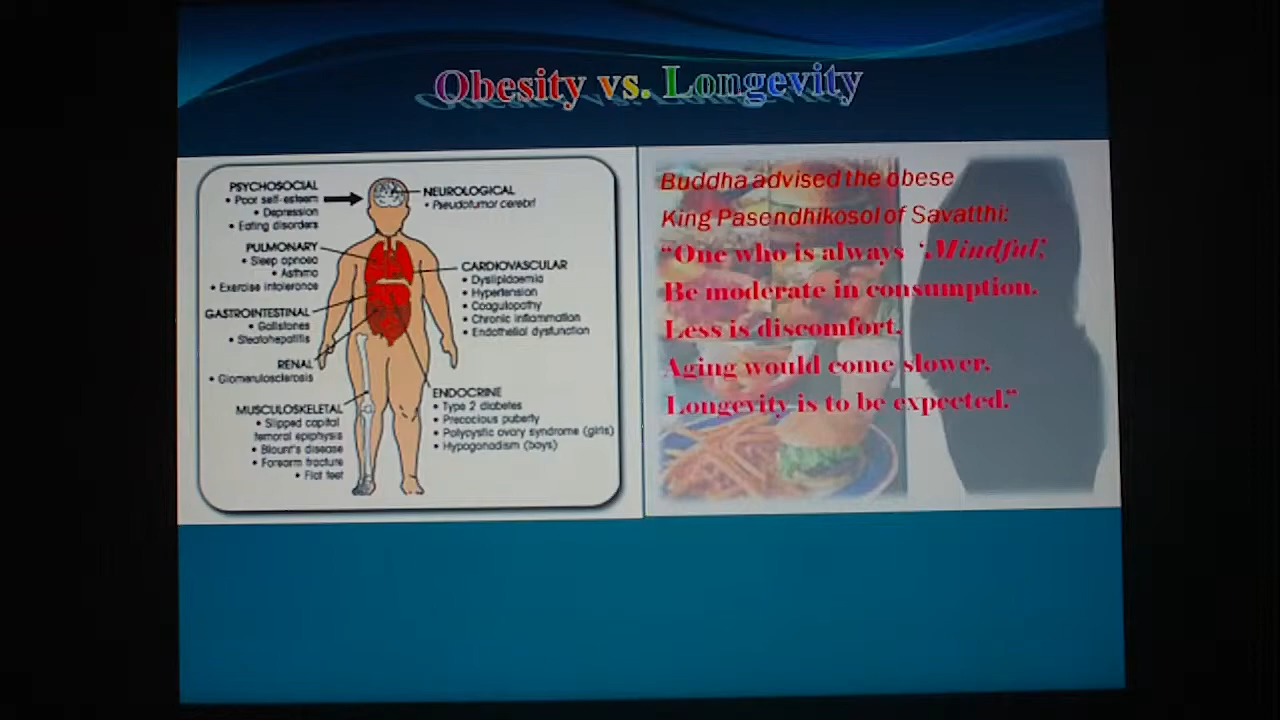 Obesity vs. Longevity
PSYCHOSOCIAL
• Poor self-esteem
• Depression
• Eating disorders
PULMONARY
• Sleep apnoea
• Asthma
• Exercise intolerance
GASTROINTESTINAL
• Gallstones
• Steatohepatitis
RENAL
• Glomerulosclerosis
MUSCULOSKELETAL
• Slipped capital
femoral epiphysis
• Blount's disease
• Forearm fracture
• Flat feet
NEUROLOGICAL
• Pseudotumor cerebri
CARDIOVASCULAR
• Dyslipidaemia
• Hypertension
• Coagulopathy
• Chronic inflammation
• Endothelial dysfunction
ENDOCRINE
• Type 2 diabetes
• Precocious puberty
• Polycystic ovary syndrome (girls)
• Hypogonadism (boys)
Buddha advised the obese
King Pasendhikosol of Savatthi:
“One who is always ‘Mindful’,
Be moderate in consumption.
Less is discomfort.
Aging would come slower.
Longevity is to be expected.”